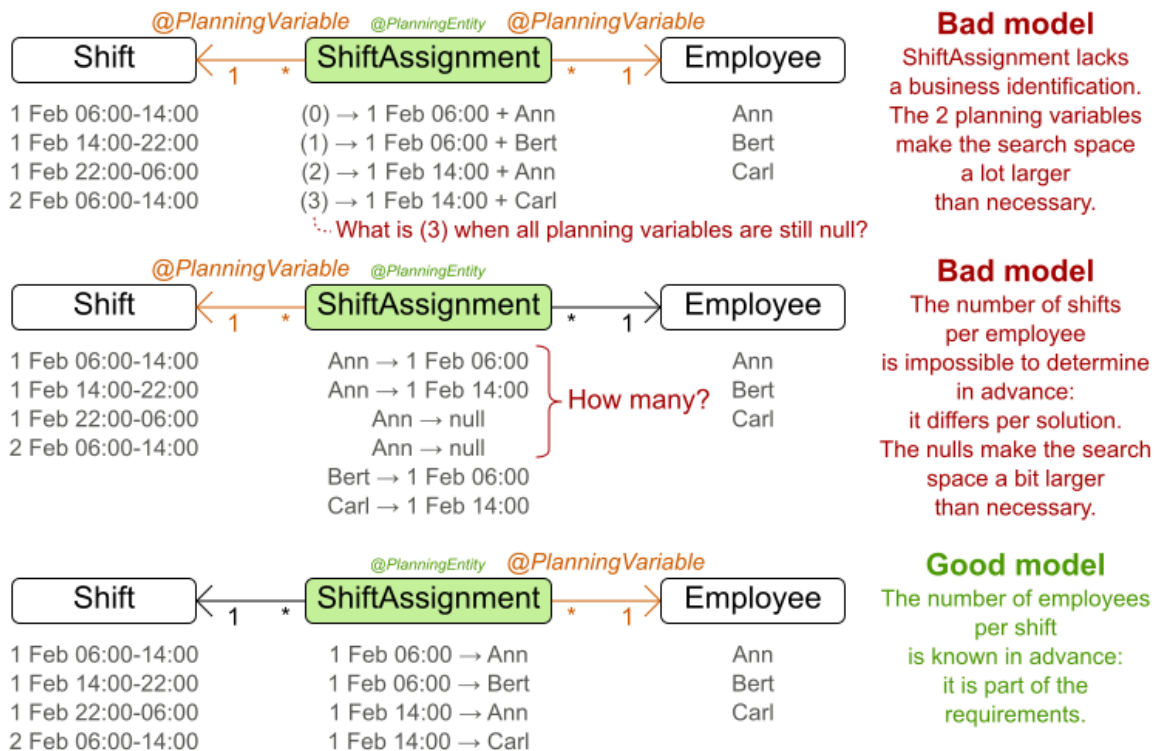 @PlanningVariable @PlanningEntity @PlanningVariable
Shift 1 * ShiftAssignment * 1 Employee
1 Feb 06:00-14:00 (0) → 1 Feb 06:00 + Ann Ann
1 Feb 14:00-22:00 (1) → 1 Feb 06:00 + Bert Bert
1 Feb 22:00-06:00 (2) → 1 Feb 14:00 + Ann Carl
2 Feb 06:00-14:00 (3) → 1 Feb 14:00 + Carl
What is (3) when all planning variables are still null?
Bad model
ShiftAssignment lacks
a business identification.
The 2 planning variables
make the search space
a lot larger
than necessary.
@PlanningVariable @PlanningEntity
Shift 1 * ShiftAssignment * 1 Employee
1 Feb 06:00-14:00 Ann → 1 Feb 06:00 Ann
1 Feb 14:00-22:00 Ann → 1 Feb 14:00 Bert
1 Feb 22:00-06:00 Ann → null Carl
2 Feb 06:00-14:00 Ann → null
How many?
Bert → 1 Feb 06:00
Carl → 1 Feb 14:00
Bad model
The number of shifts
per employee
is impossible to determine
in advance:
it differs per solution.
The nulls make the search
space a bit larger
than necessary.
@PlanningEntity @PlanningVariable
Shift 1 * ShiftAssignment * 1 Employee
1 Feb 06:00-14:00 1 Feb 06:00 → Ann Ann
1 Feb 14:00-22:00 1 Feb 06:00 → Bert Bert
1 Feb 22:00-06:00 1 Feb 14:00 → Ann Carl
2 Feb 06:00-14:00 1 Feb 14:00 → Carl
Good model
The number of employees
per shift
is known in advance:
it is part of the
requirements.